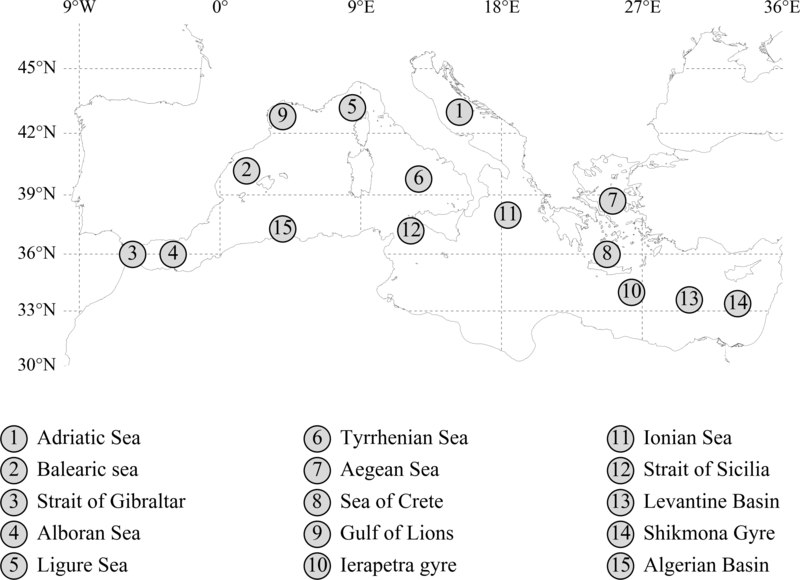 9°W 0° 9°E 18°E 27°E 36°E
45°N
42°N
39°N
36°N
33°N
30°N
5
9
1
2
6
7
11
15
12
3
4
8
10
13
14
1 Adriatic Sea
2 Balearic sea
3 Strait of Gibraltar
4 Alboran Sea
5 Ligure Sea
6 Tyrrhenian Sea
7 Aegean Sea
8 Sea of Crete
9 Gulf of Lions
10 Ierapetra gyre
11 Ionian Sea
12 Strait of Sicilia
13 Levantine Basin
14 Shikmona Gyre
15 Algerian Basin